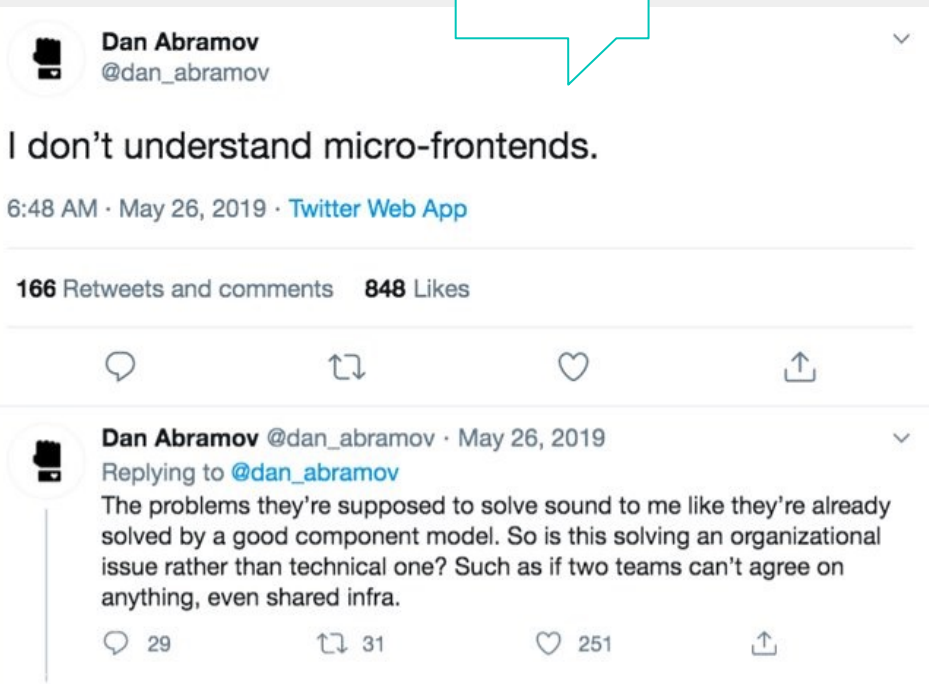 Dan Abramov
@dan_abramov
I don’t understand micro-frontends.
6:48 AM · May 26, 2019 · Twitter Web App
166 Retweets and comments 848 Likes
Dan Abramov @dan_abramov · May 26, 2019
Replying to @dan_abramov
The problems they’re supposed to solve sound to me like they’re already
solved by a good component model. So is this solving an organizational
issue rather than technical one? Such as if two teams can’t agree on
anything, even shared infra.
29 31 251